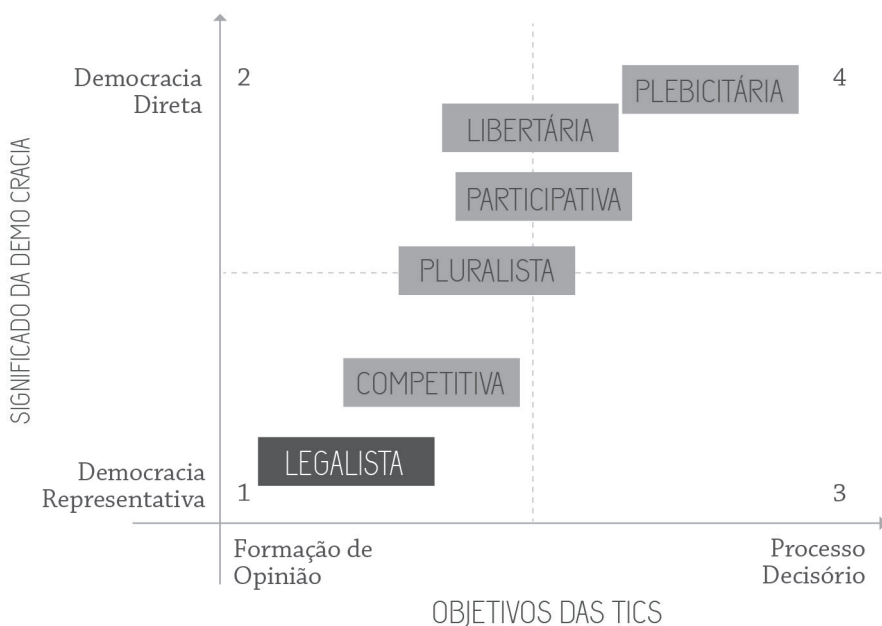 Democracia
Direta
2
4
PLEBICITÁRIA
LIBERTÁRIA
PARTICIPATIVA
PLURALISTA
COMPETITIVA
LEGALISTA
SIGNIFICADO DA DEMO CRACIA
Democracia
Representativa
1
3
Formação de
Opinião
Processo
Decisório
OBJETIVOS DAS TICS